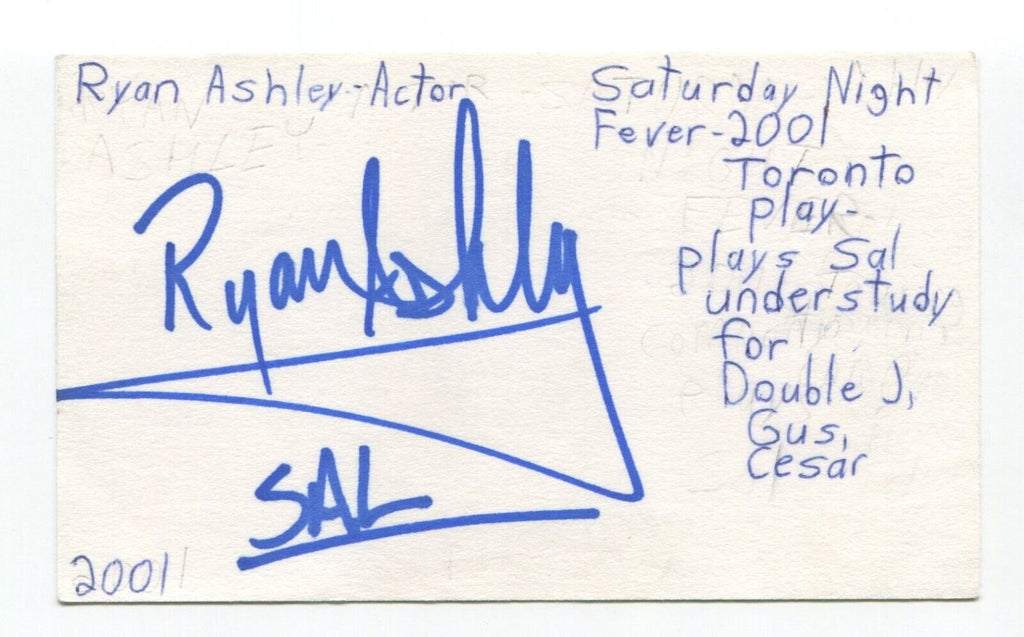 Ryan Ashley-Actor
Saturday Night
Fever-2001
Toronto
play-
plays Sal
understudy
for
Double J,
Gus,
Cesar
Ryan Ashly
SAL
2001